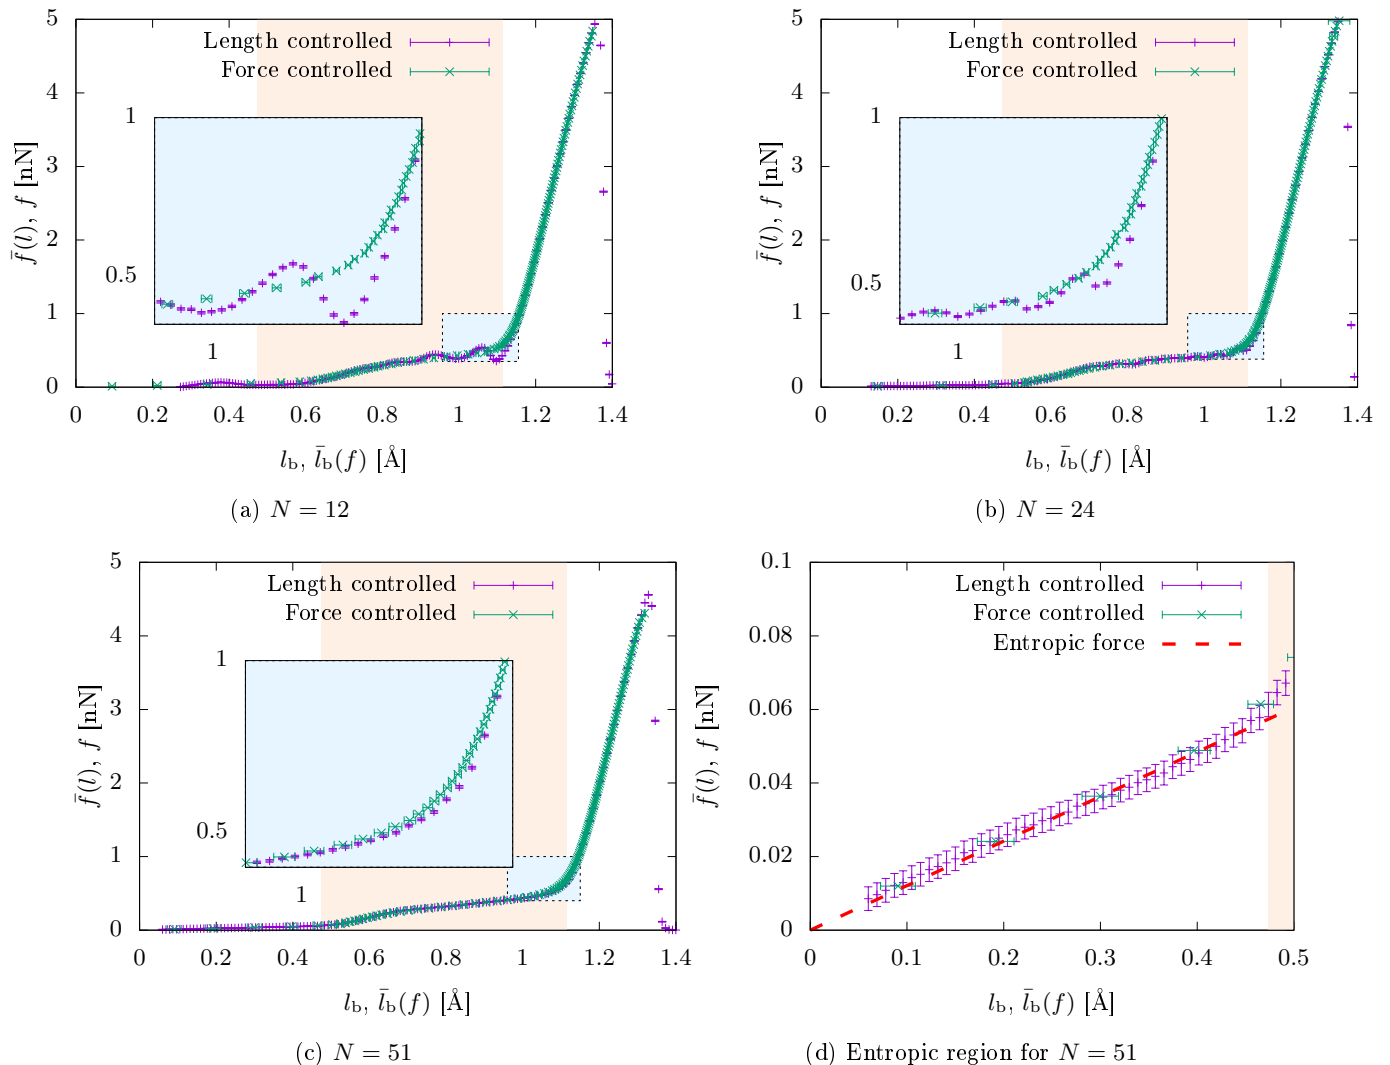 5
4
3
2
1
0
f̄(l), f [nN]
Length controlled
Force controlled
1
0.5
1
0 0.2 0.4 0.6 0.8 1 1.2 1.4
l_b, l̄_b(f) [Å]
(a) N = 12
5
4
3
2
1
0
f̄(l), f [nN]
Length controlled
Force controlled
1
0.5
1
0 0.2 0.4 0.6 0.8 1 1.2 1.4
l_b, l̄_b(f) [Å]
(b) N = 24
5
4
3
2
1
0
f̄(l), f [nN]
Length controlled
Force controlled
1
0.5
1
0 0.2 0.4 0.6 0.8 1 1.2 1.4
l_b, l̄_b(f) [Å]
(c) N = 51
0.1
0.08
0.06
0.04
0.02
0
f̄(l), f [nN]
Length controlled
Force controlled
Entropic force
0 0.1 0.2 0.3 0.4 0.5
l_b, l̄_b(f) [Å]
(d) Entropic region for N = 51